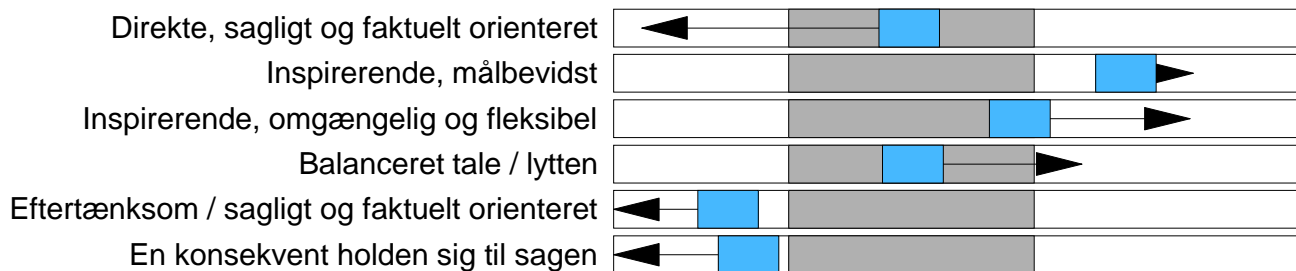 Direkte, sagligt og faktuelt orienteret
Inspirerende, målbevidst
Inspirerende, omgængelig og fleksibel
Balanceret tale / lytten
Eftertænksom / sagligt og faktuelt orienteret
En konsekvent holden sig til sagen